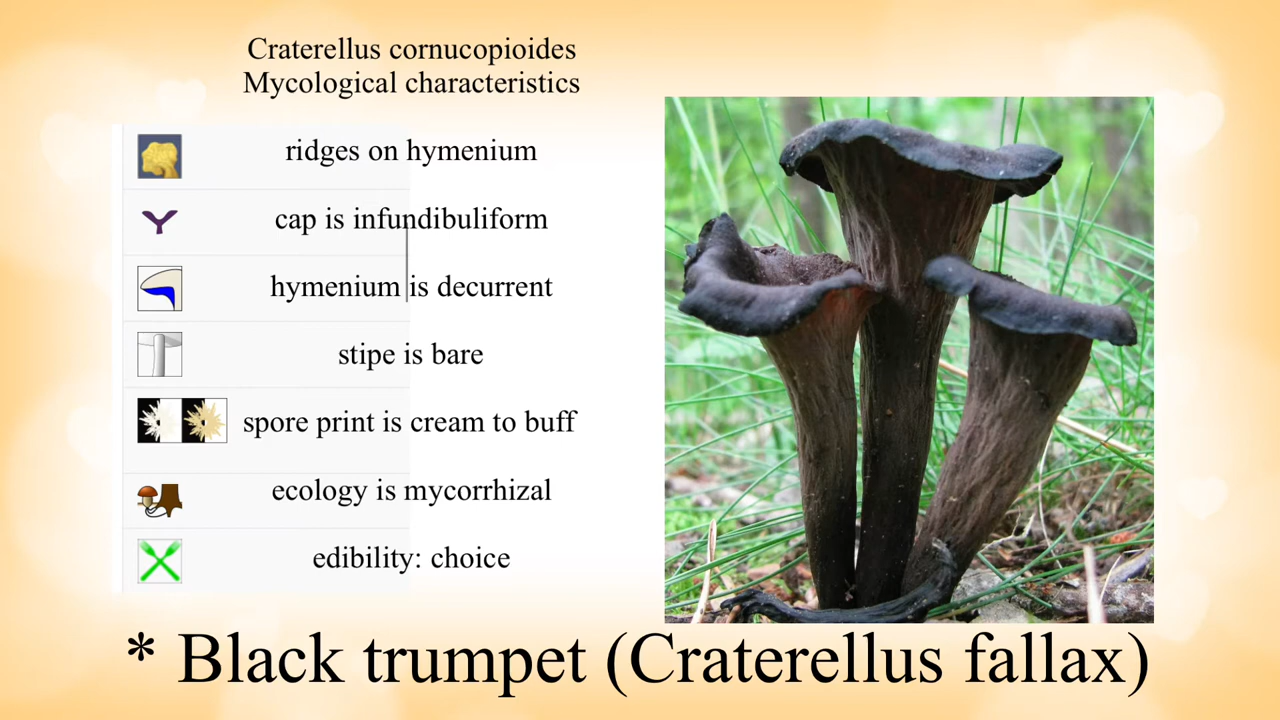 Craterellus cornucopioides
Mycological characteristics
ridges on hymenium
cap is infundibuliform
hymenium is decurrent
stipe is bare
spore print is cream to buff
ecology is mycorrhizal
edibility: choice
* Black trumpet (Craterellus fallax)